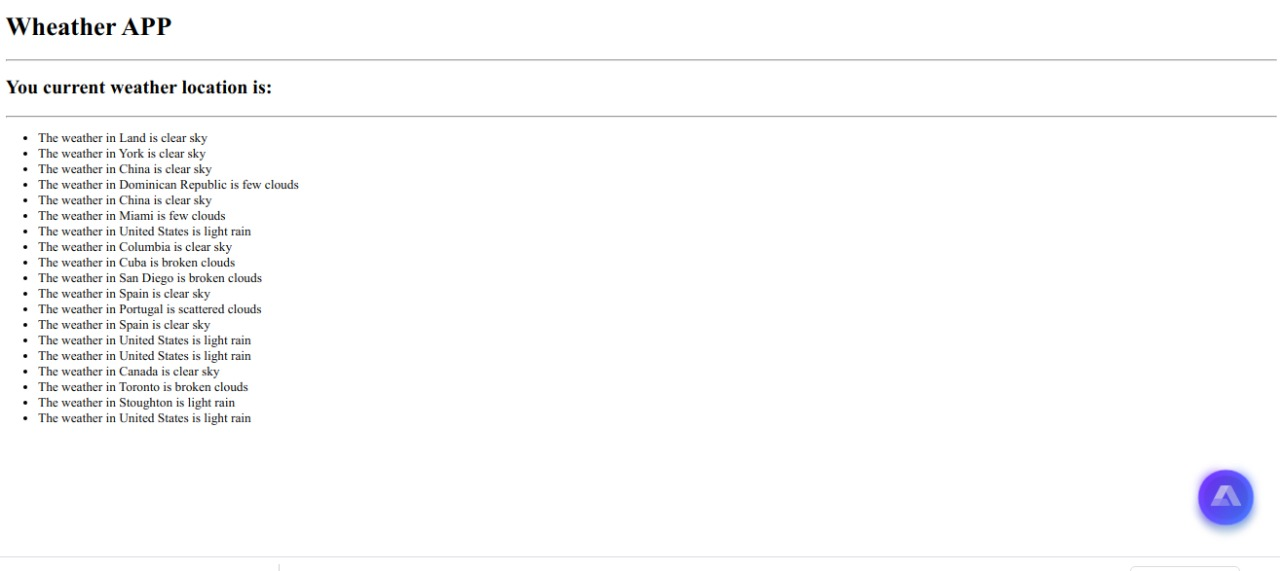 Wheather APP
You current weather location is:
The weather in Land is clear sky
The weather in York is clear sky
The weather in China is clear sky
The weather in Dominican Republic is few clouds
The weather in China is clear sky
The weather in Miami is few clouds
The weather in United States is light rain
The weather in Columbia is clear sky
The weather in Cuba is broken clouds
The weather in San Diego is broken clouds
The weather in Spain is clear sky
The weather in Portugal is scattered clouds
The weather in Spain is clear sky
The weather in United States is light rain
The weather in United States is light rain
The weather in Canada is clear sky
The weather in Toronto is broken clouds
The weather in Stoughton is light rain
The weather in United States is light rain